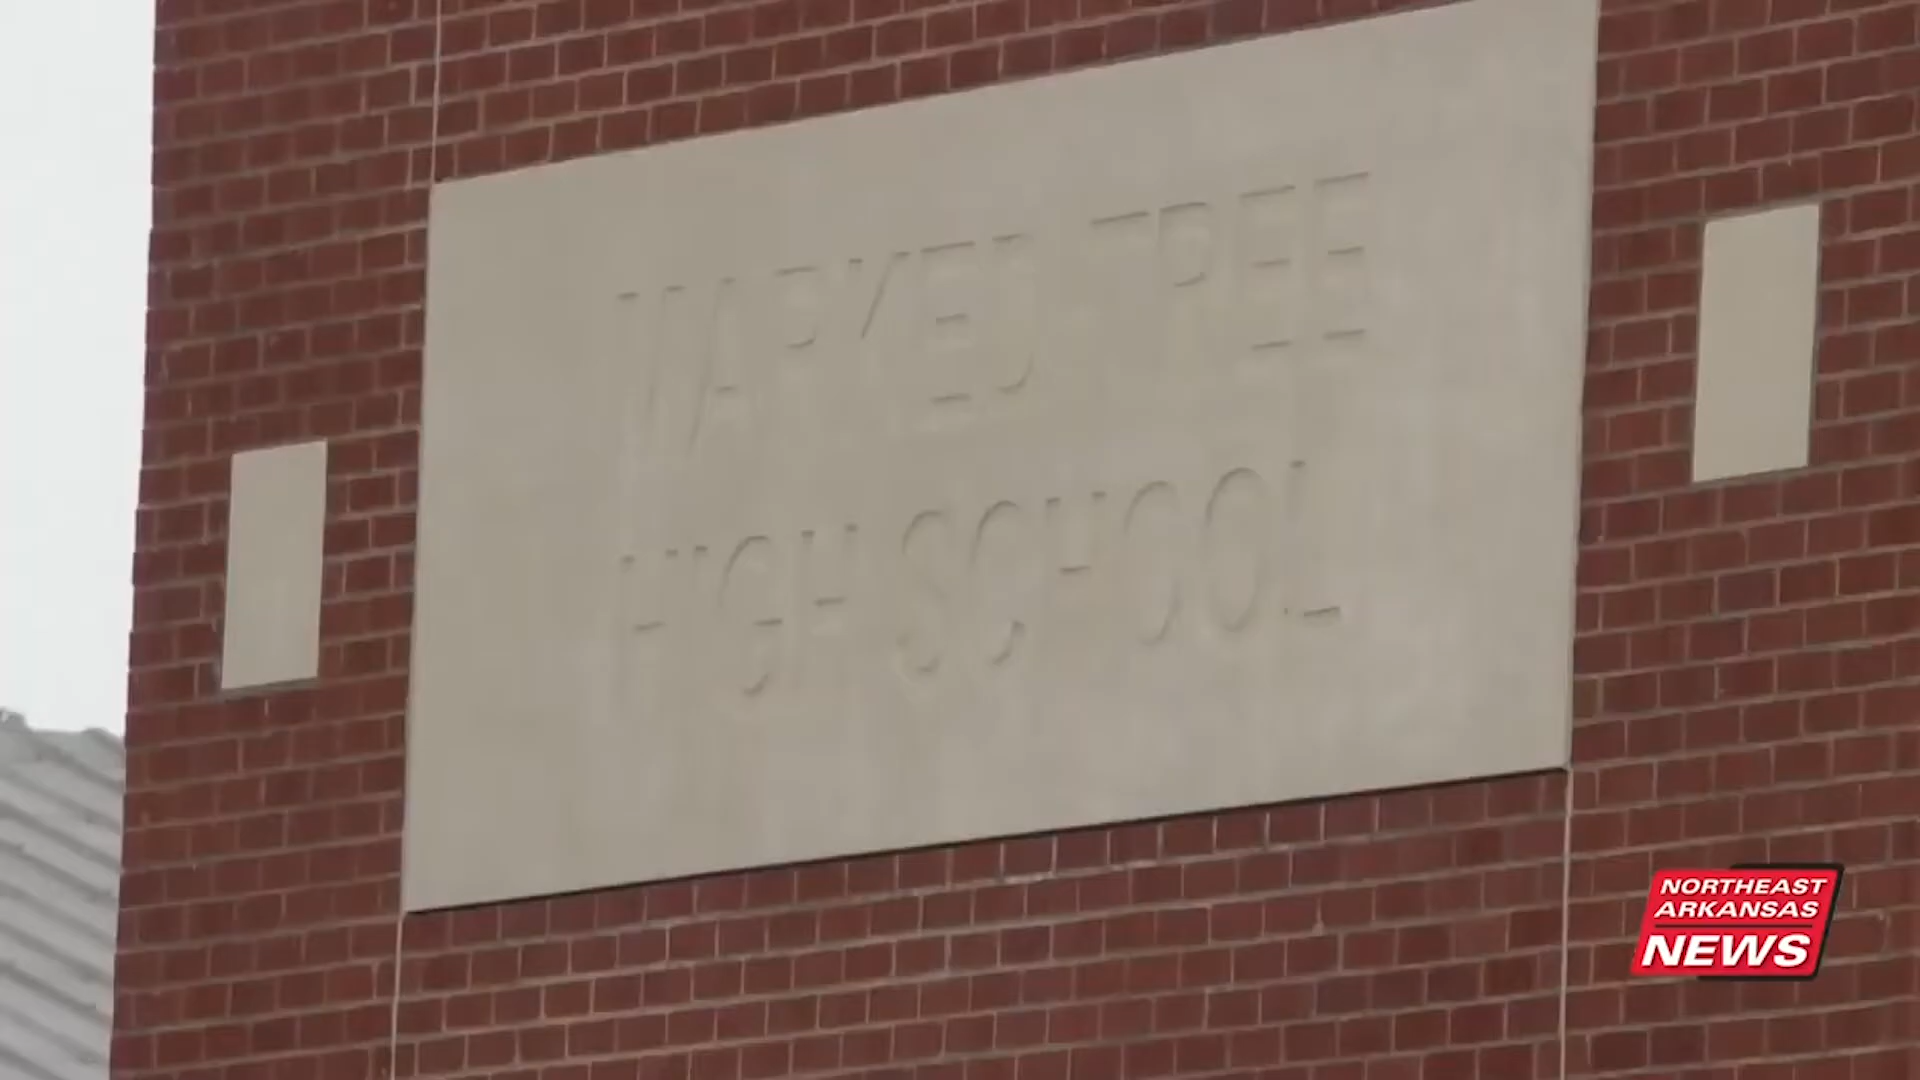 MARKED TREE
HIGH SCHOOL
NORTHEAST
ARKANSAS
NEWS